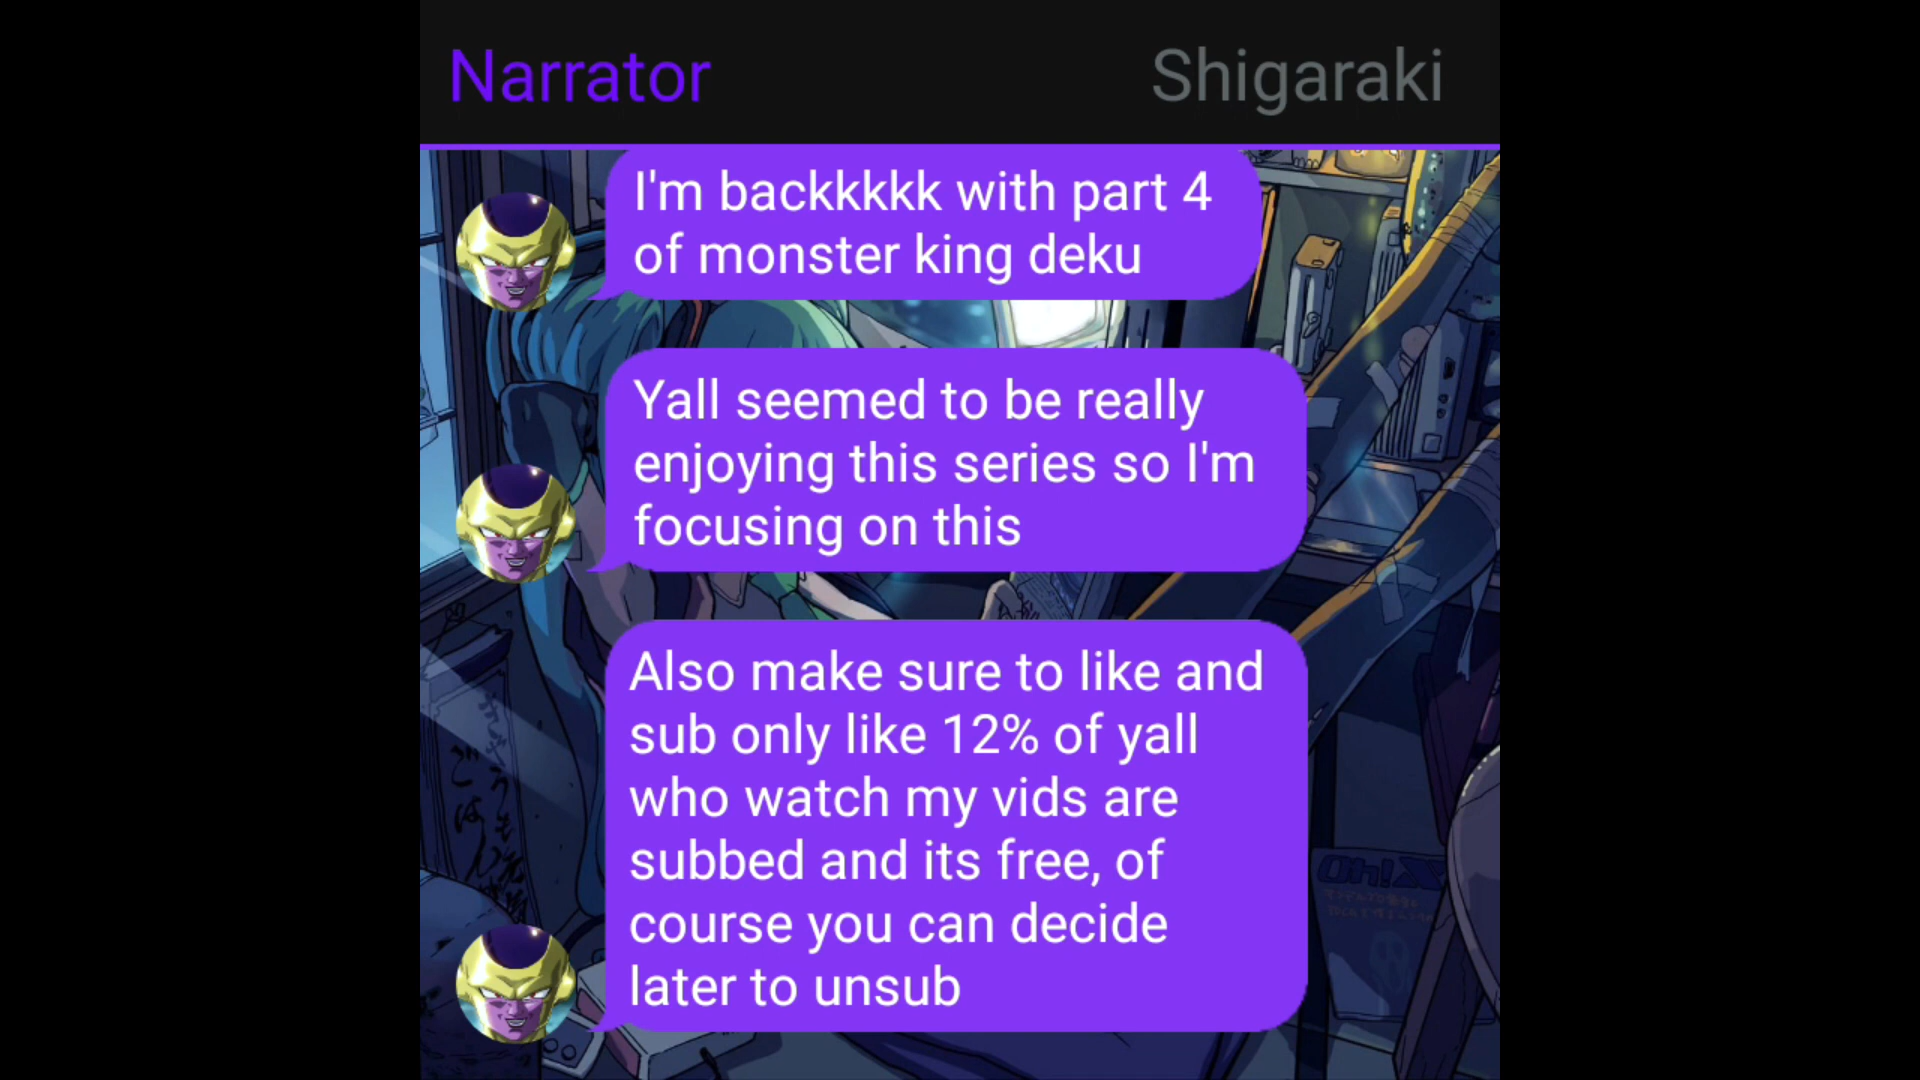 Narrator
Shigaraki
I'm backkkkk with part 4
of monster king deku
Yall seemed to be really
enjoying this series so I'm
focusing on this
Also make sure to like and
sub only like 12% of yall
who watch my vids are
subbed and its free, of
course you can decide
later to unsub
Oh!X